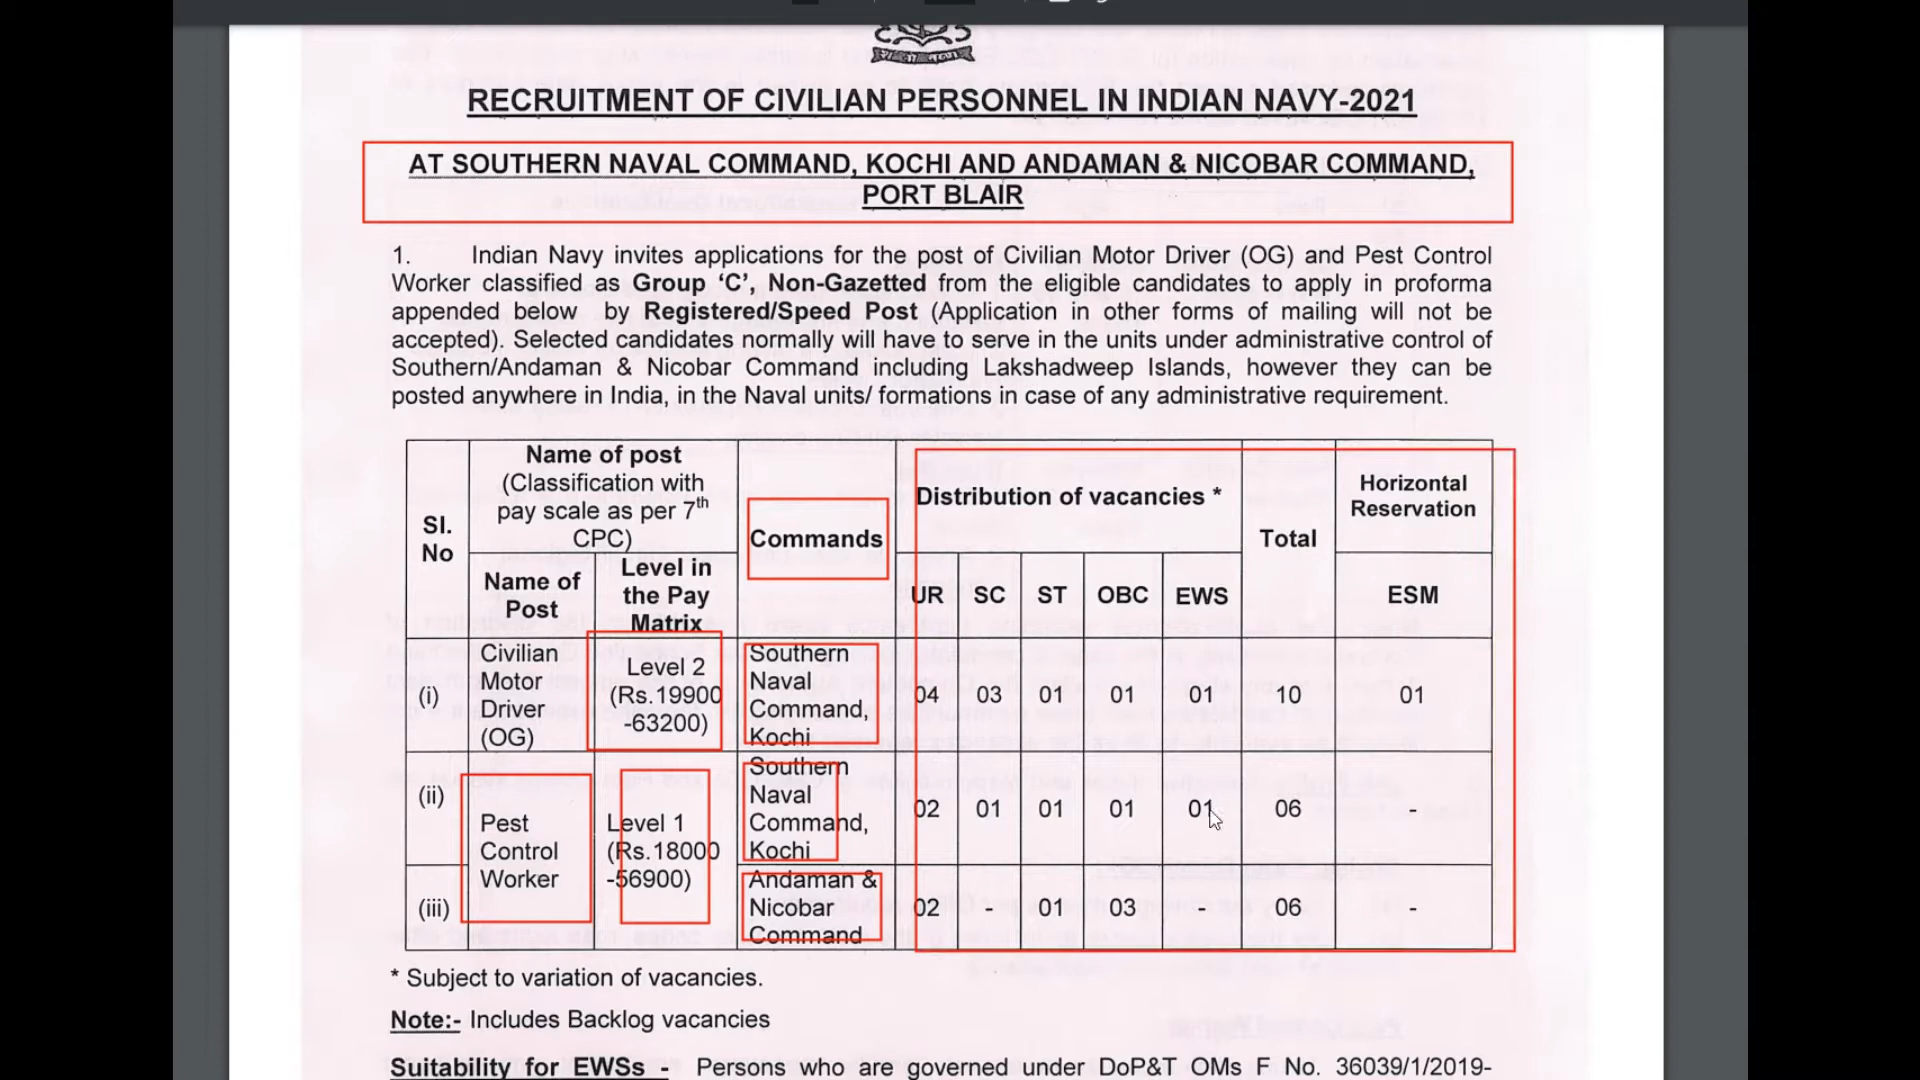 RECRUITMENT OF CIVILIAN PERSONNEL IN INDIAN NAVY-2021
AT SOUTHERN NAVAL COMMAND, KOCHI AND ANDAMAN & NICOBAR COMMAND,
PORT BLAIR
1. Indian Navy invites applications for the post of Civilian Motor Driver (OG) and Pest Control
Worker classified as Group ‘C’, Non-Gazetted from the eligible candidates to apply in proforma
appended below by Registered/Speed Post (Application in other forms of mailing will not be
accepted). Selected candidates normally will have to serve in the units under administrative control of
Southern/Andaman & Nicobar Command including Lakshadweep Islands, however they can be
posted anywhere in India, in the Naval units/ formations in case of any administrative requirement.
Sl.
No
Name of post
(Classification with
pay scale as per 7th
CPC)
Name of
Post
Level in
the Pay
Matrix
Commands
Distribution of vacancies *
UR SC ST OBC EWS
Total
Horizontal
Reservation
ESM
(i)
Civilian
Motor
Driver
(OG)
Level 2
(Rs.19900
-63200)
Southern
Naval
Command,
Kochi
04 03 01 01 01 10 01
(ii)
Pest
Control
Worker
Level 1
(Rs.18000
-56900)
Southern
Naval
Command,
Kochi
02 01 01 01 01 06 -
(iii)
Andaman &
Nicobar
Command
02 - 01 03 - 06 -
* Subject to variation of vacancies.
Note:- Includes Backlog vacancies
Suitability for EWSs - Persons who are governed under DoP&T OMs F No. 36039/1/2019-